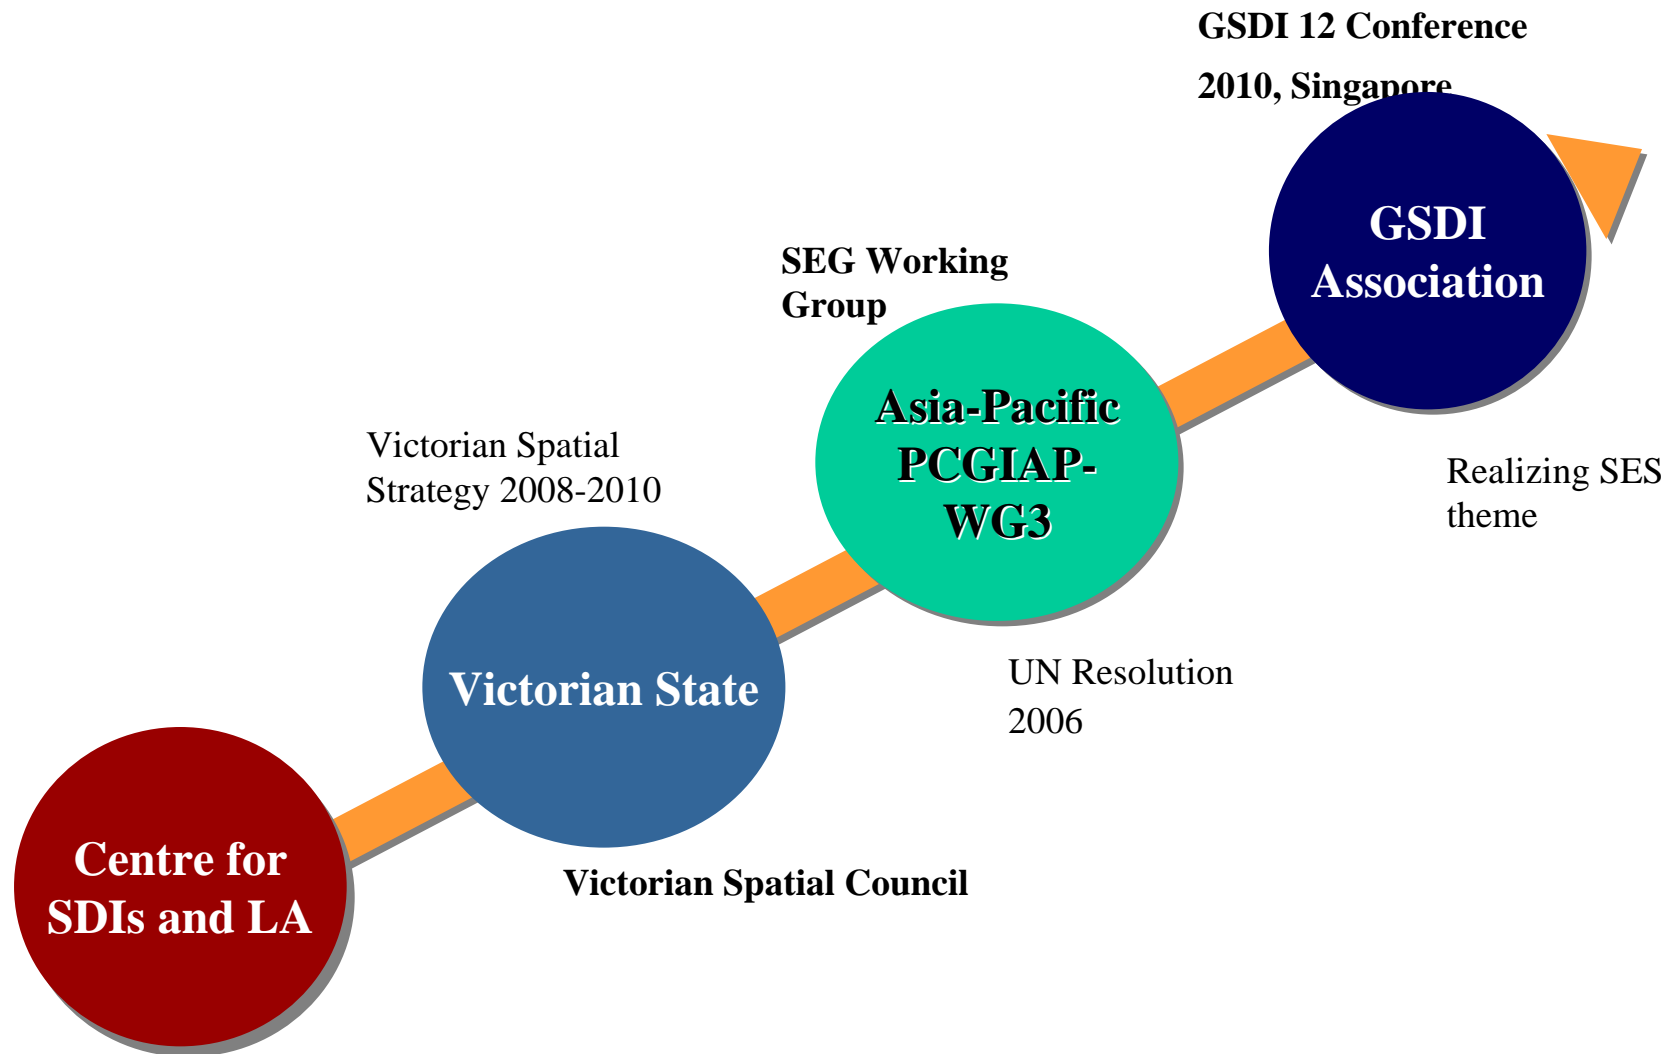 GSDI 12 Conference
2010, Singapore
GSDI
Association
SEG Working
Group
Asia-Pacific
PCGIAP-
WG3
Realizing SES
theme
Victorian Spatial
Strategy 2008-2010
UN Resolution
2006
Victorian State
Victorian Spatial Council
Centre for
SDIs and LA